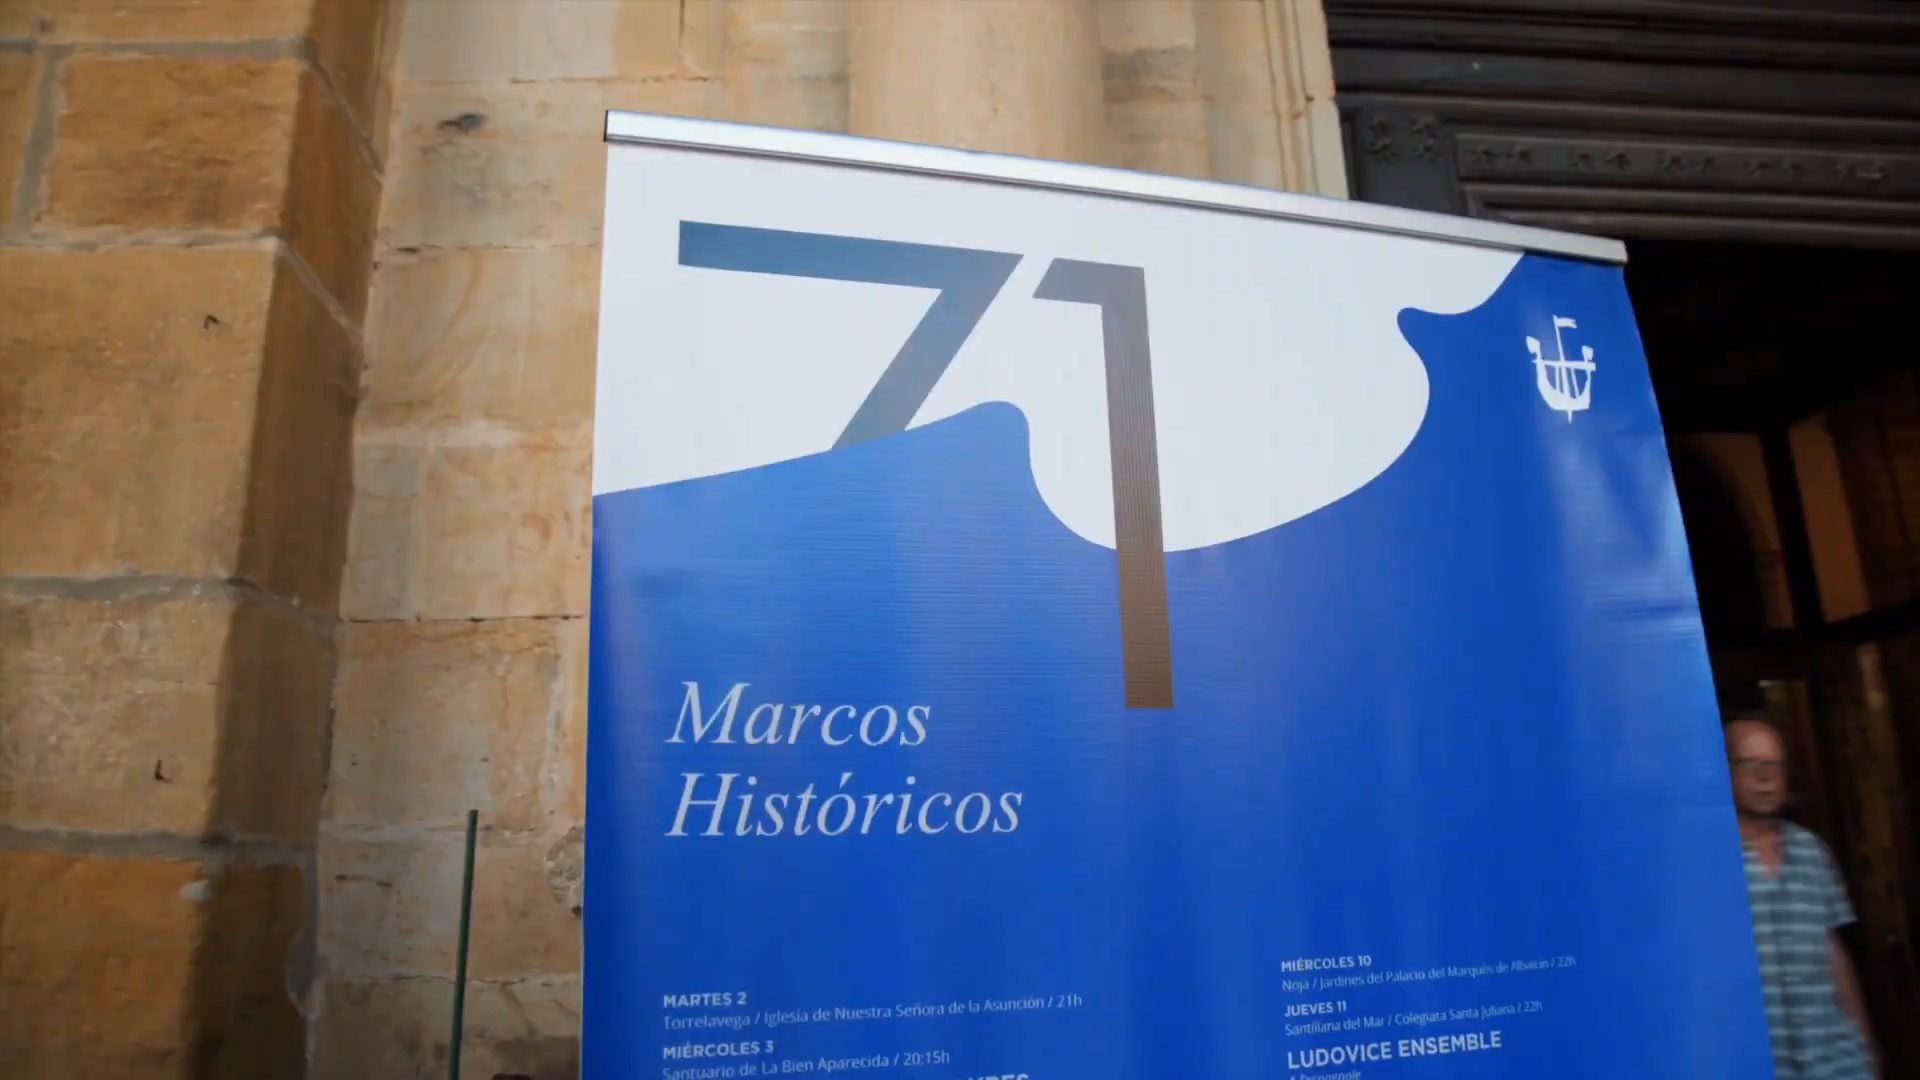 71
Marcos
Históricos
MARTES 2
Torrelavega / Iglesia de Nuestra Señora de la Asunción / 21h
MIÉRCOLES 3
Santuario de La Bien Aparecida / 20:15h
MIÉRCOLES 10
Noja / Jardines del Palacio del Marqués de Albaicín / 22h
JUEVES 11
Santillana del Mar / Colegiata Santa Juliana / 22h
LUDOVICE ENSEMBLE